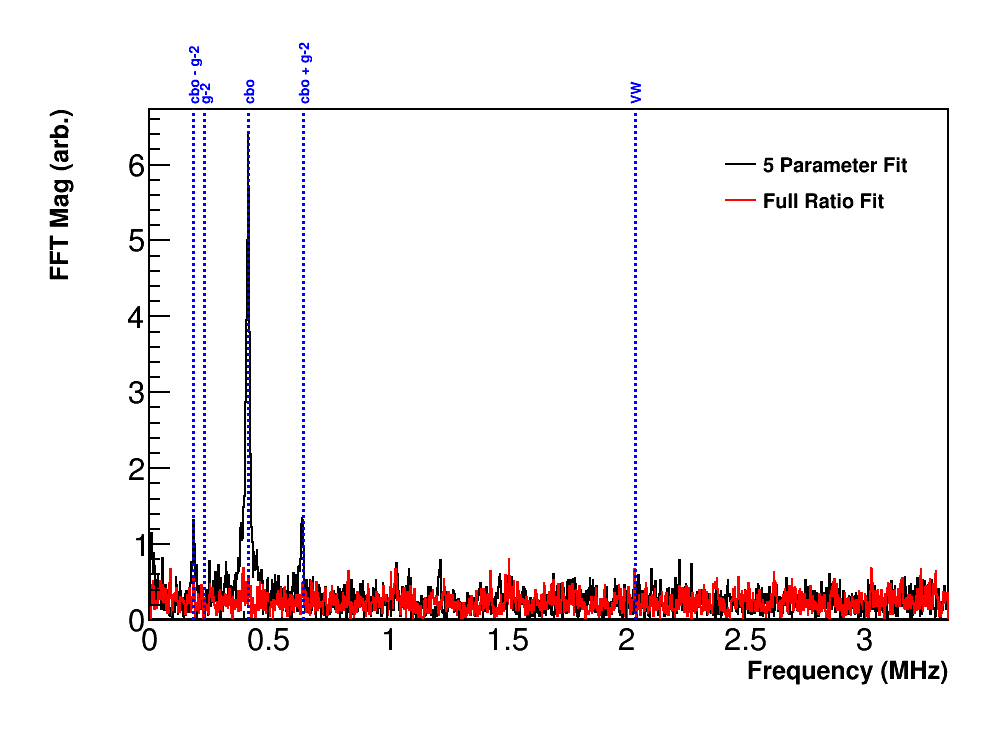 cbo - g-2
g-2
cbo
cbo + g-2
VW
FFT Mag (arb.)
5 Parameter Fit
Full Ratio Fit
6
5
4
3
2
1
0
0 0.5 1 1.5 2 2.5 3
Frequency (MHz)